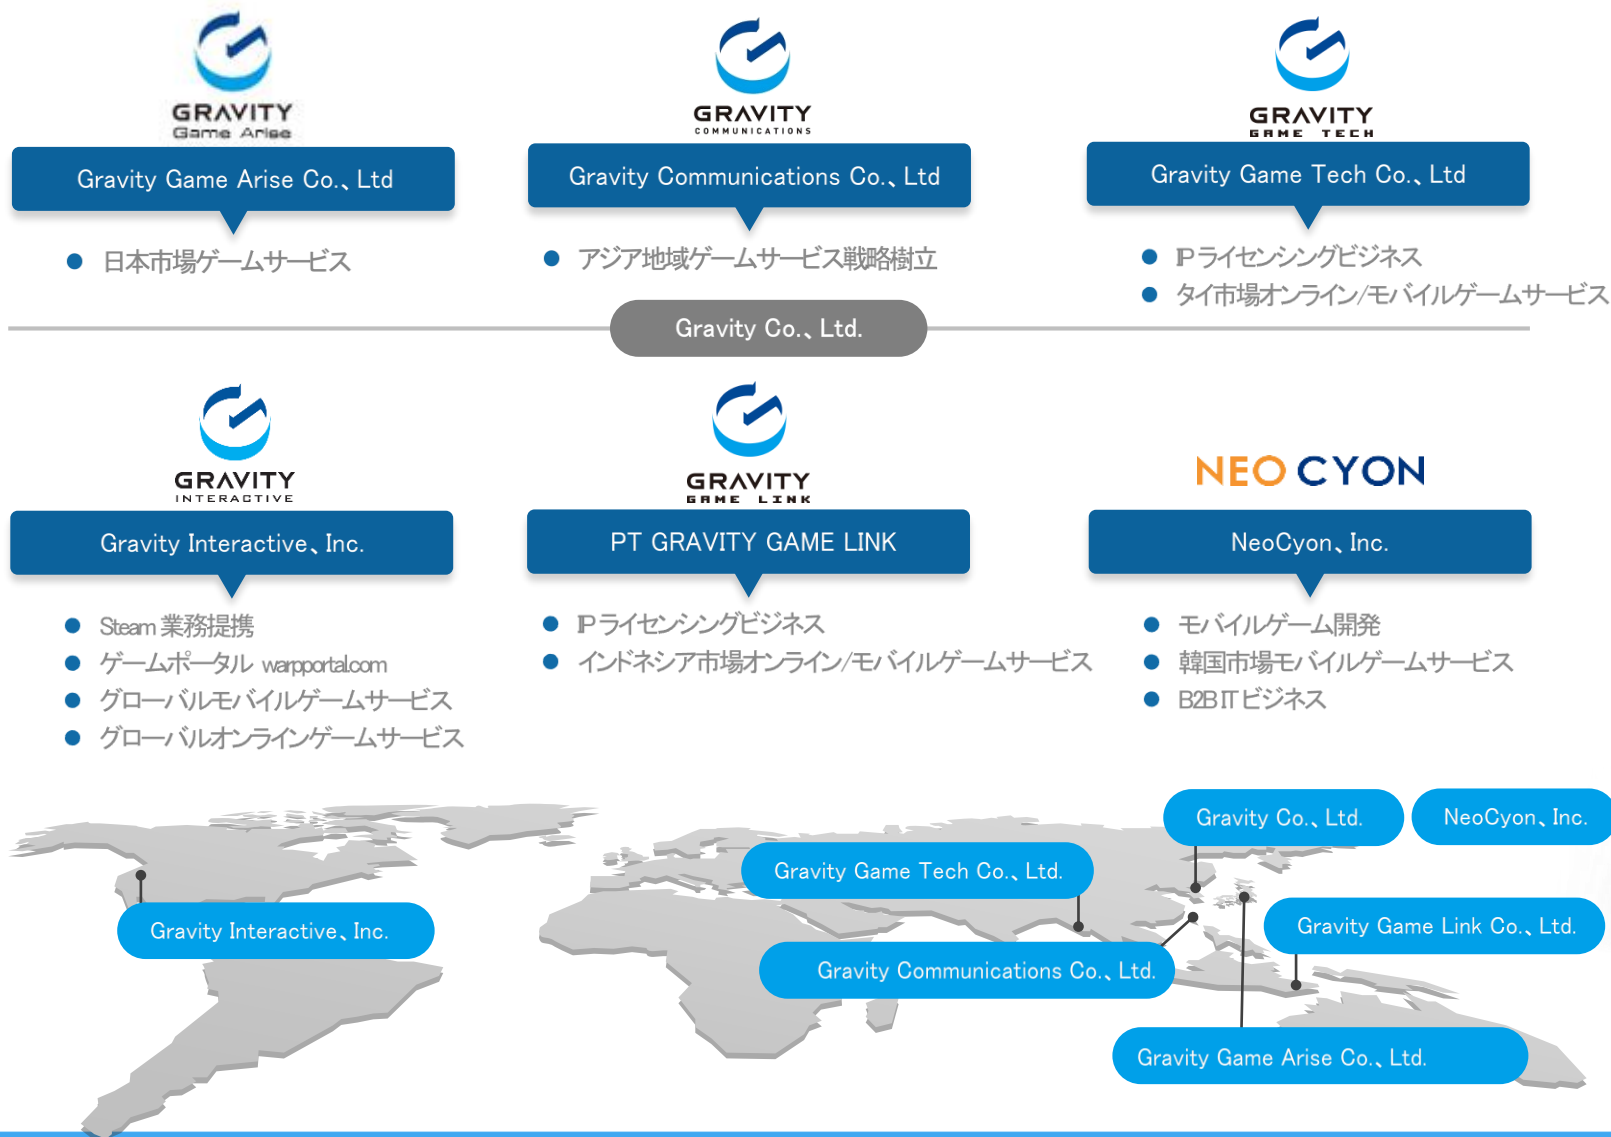 GRAVITY
Game Arise
Gravity Game Arise Co.、Ltd
日本市場ゲームサービス
GRAVITY
COMMUNICATIONS
Gravity Communications Co.、Ltd
アジア地域ゲームサービス戦略樹立
GRAVITY
GAME TECH
Gravity Game Tech Co.、Ltd
IPライセンシングビジネス
タイ市場オンライン/モバイルゲームサービス
Gravity Co.、Ltd.
GRAVITY
INTERACTIVE
Gravity Interactive、Inc.
Steam 業務提携
ゲームポータル warpportal.com
グローバルモバイルゲームサービス
グローバルオンラインゲームサービス
GRAVITY
GAME LINK
PT GRAVITY GAME LINK
IPライセンシングビジネス
インドネシア市場オンライン/モバイルゲームサービス
NEO CYON
NeoCyon、Inc.
モバイルゲーム開発
韓国市場モバイルゲームサービス
B2B ITビジネス
Gravity Co.、Ltd.
NeoCyon、Inc.
Gravity Game Tech Co.、Ltd.
Gravity Interactive、Inc.
Gravity Game Link Co.、Ltd.
Gravity Communications Co.、Ltd.
Gravity Game Arise Co.、Ltd.